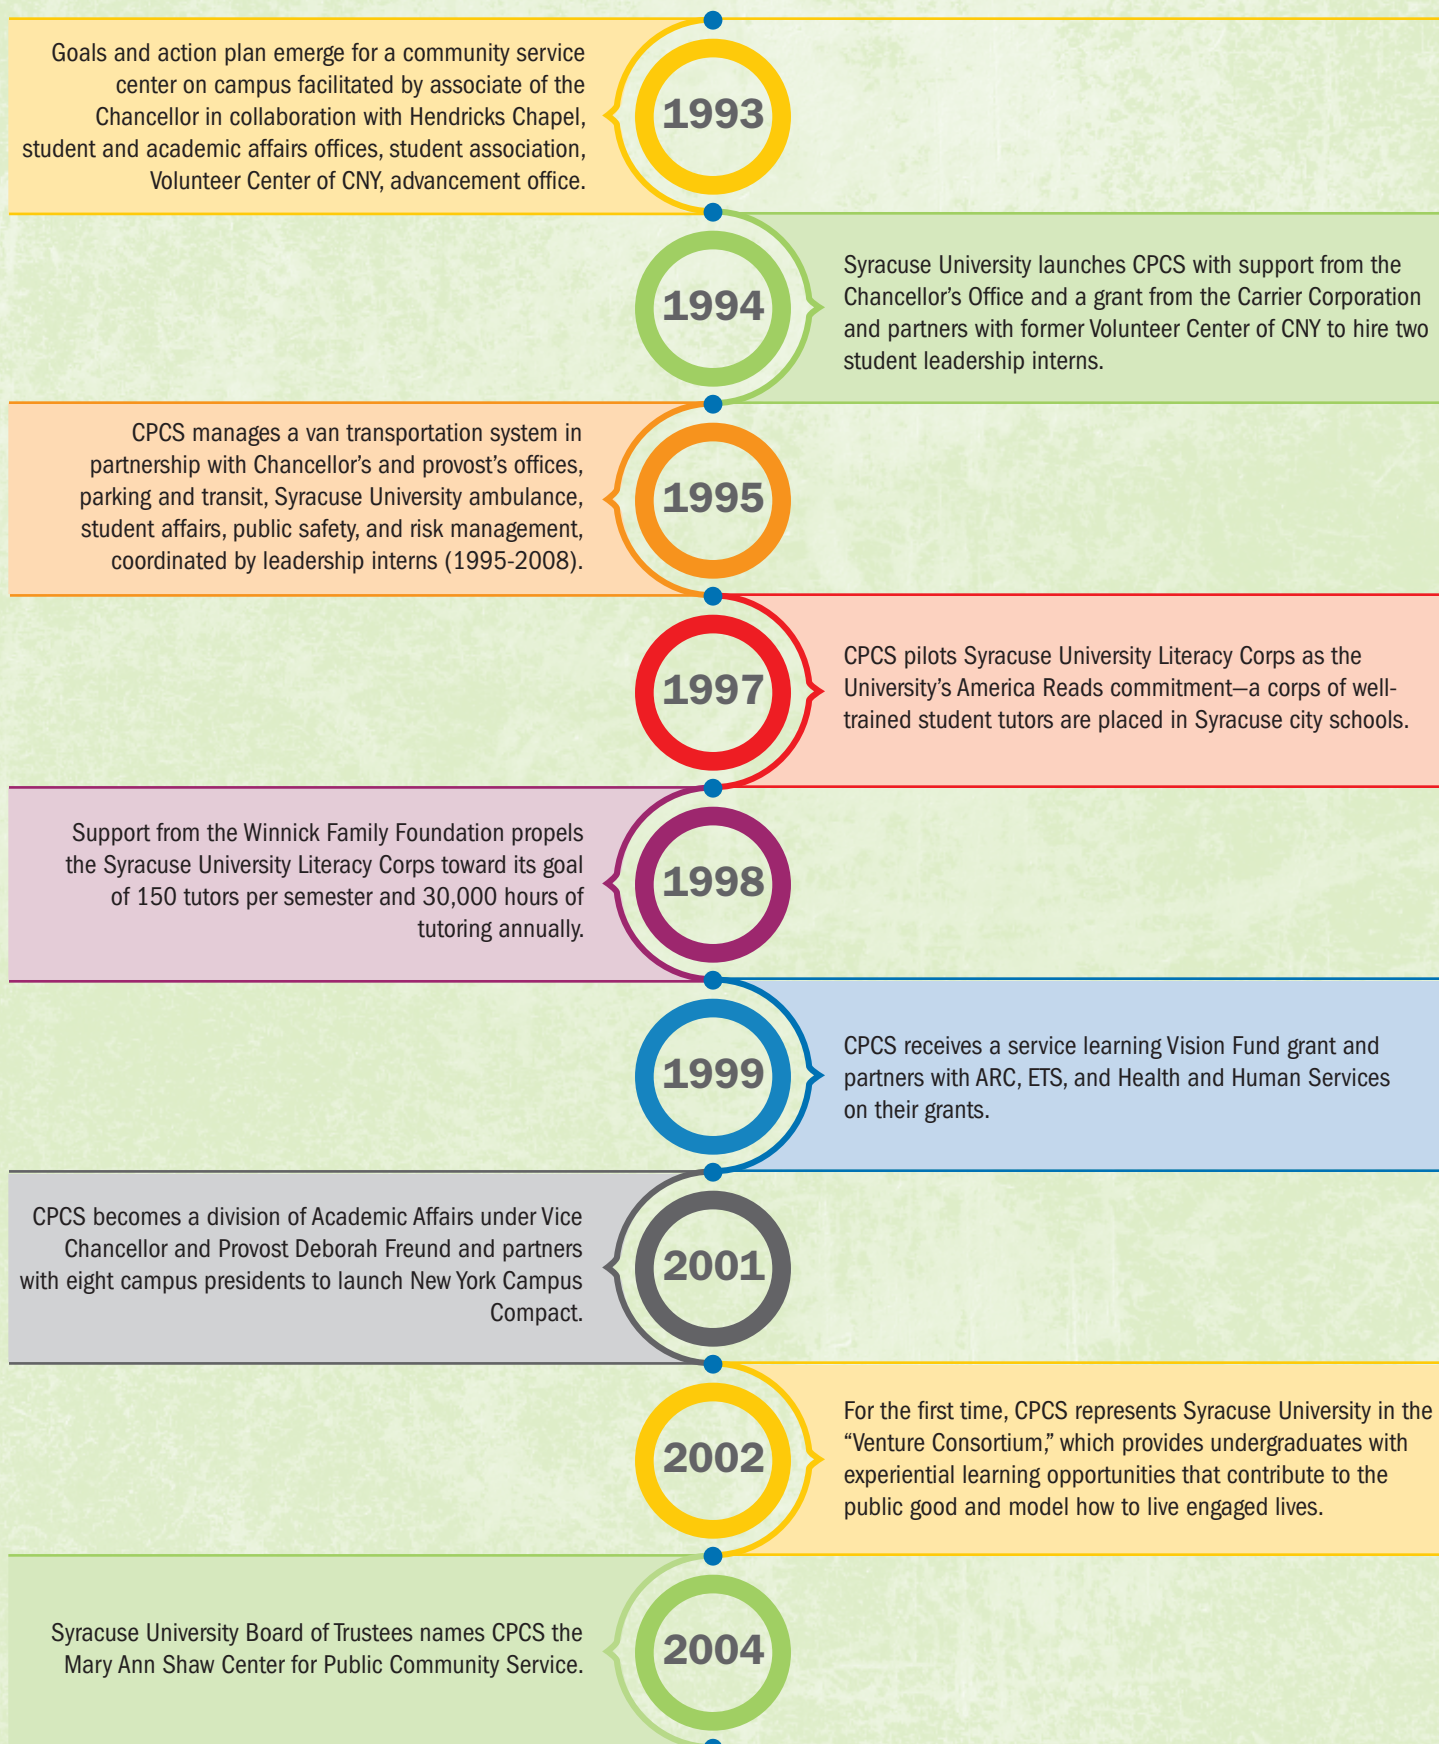 Goals and action plan emerge for a community service
center on campus facilitated by associate of the
Chancellor in collaboration with Hendricks Chapel,
student and academic affairs offices, student association,
Volunteer Center of CNY, advancement office.
1993
1994
Syracuse University launches CPCS with support from the
Chancellor's Office and a grant from the Carrier Corporation
and partners with former Volunteer Center of CNY to hire two
student leadership interns.
CPCS manages a van transportation system in
partnership with Chancellor's and provost's offices,
parking and transit, Syracuse University ambulance,
student affairs, public safety, and risk management,
coordinated by leadership interns (1995-2008).
1995
1997
CPCS pilots Syracuse University Literacy Corps as the
University's America Reads commitment—a corps of well-
trained student tutors are placed in Syracuse city schools.
Support from the Winnick Family Foundation propels
the Syracuse University Literacy Corps toward its goal
of 150 tutors per semester and 30,000 hours of
tutoring annually.
1998
1999
CPCS receives a service learning Vision Fund grant and
partners with ARC, ETS, and Health and Human Services
on their grants.
CPCS becomes a division of Academic Affairs under Vice
Chancellor and Provost Deborah Freund and partners
with eight campus presidents to launch New York Campus
Compact.
2001
2002
For the first time, CPCS represents Syracuse University in the
“Venture Consortium,” which provides undergraduates with
experiential learning opportunities that contribute to the
public good and model how to live engaged lives.
Syracuse University Board of Trustees names CPCS the
Mary Ann Shaw Center for Public Community Service.
2004